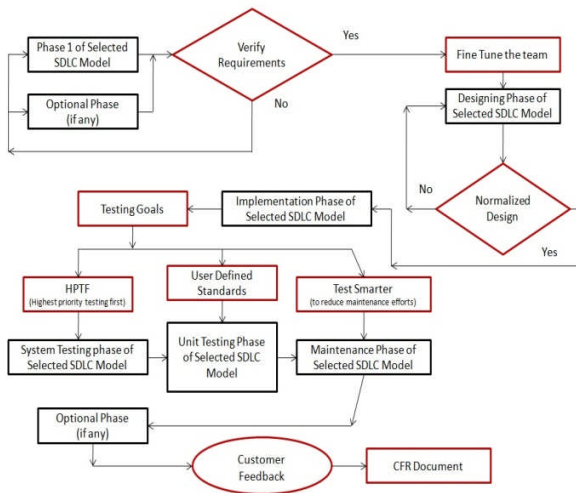 Phase 1 of Selected
SDLC Model
Optional Phase
(if any)
Verify
Requirements
Yes
No
Fine Tune the team
Designing Phase of
Selected SDLC Model
No
Normalized
Design
Yes
Implementation Phase of
Selected SDLC Model
Testing Goals
HPTF
(Highest priority testing first)
User Defined
Standards
Test Smarter
(to reduce maintenance efforts)
System Testing phase of
Selected SDLC Model
Unit Testing Phase
of Selected SDLC
Model
Maintenance Phase of
Selected SDLC Model
Optional Phase
(if any)
Customer
Feedback
CFR Document